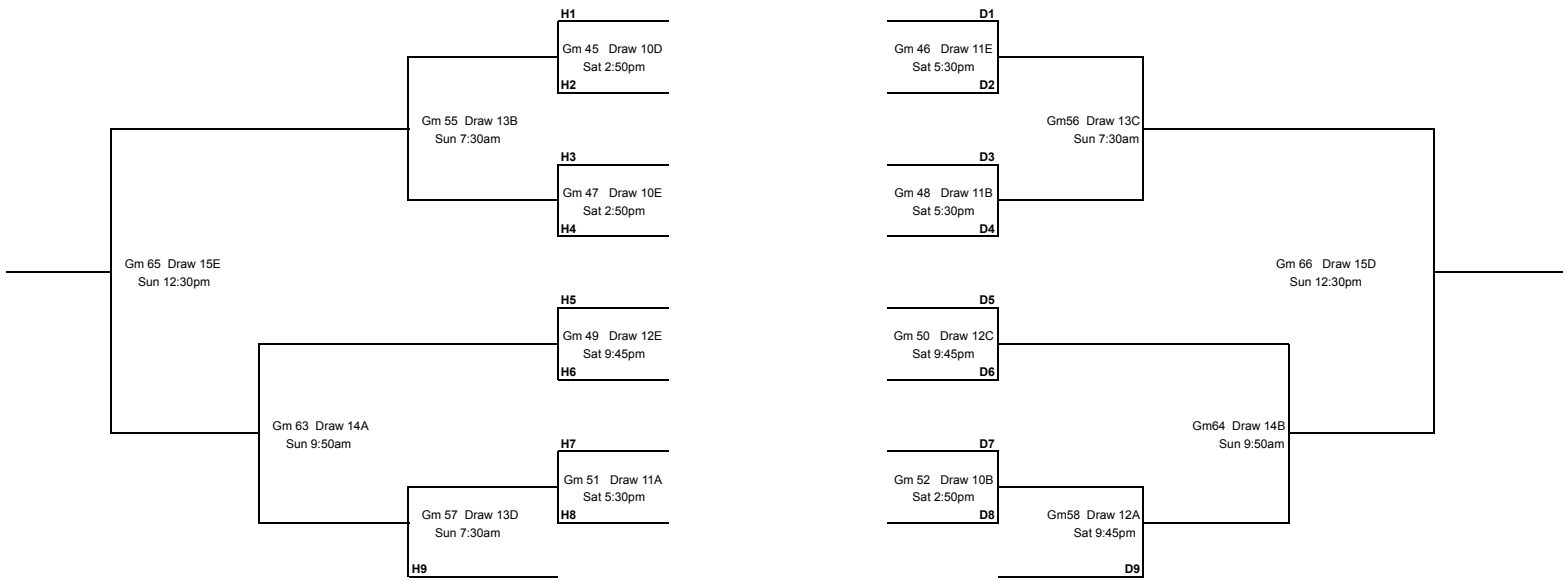 H1
Gm 45 Draw 10D
Sat 2:50pm
H2
Gm 55 Draw 13B
Sun 7:30am
H3
Gm 47 Draw 10E
Sat 2:50pm
H4
Gm 65 Draw 15E
Sun 12:30pm
H5
Gm 49 Draw 12E
Sat 9:45pm
H6
Gm 63 Draw 14A
Sun 9:50am
H7
Gm 51 Draw 11A
Sat 5:30pm
H8
Gm 57 Draw 13D
Sun 7:30am
H9
D1
Gm 46 Draw 11E
Sat 5:30pm
D2
Gm56 Draw 13C
Sun 7:30am
D3
Gm 48 Draw 11B
Sat 5:30pm
D4
Gm 66 Draw 15D
Sun 12:30pm
D5
Gm 50 Draw 12C
Sat 9:45pm
D6
Gm64 Draw 14B
Sun 9:50am
D7
Gm 52 Draw 10B
Sat 2:50pm
D8
Gm58 Draw 12A
Sat 9:45pm
D9